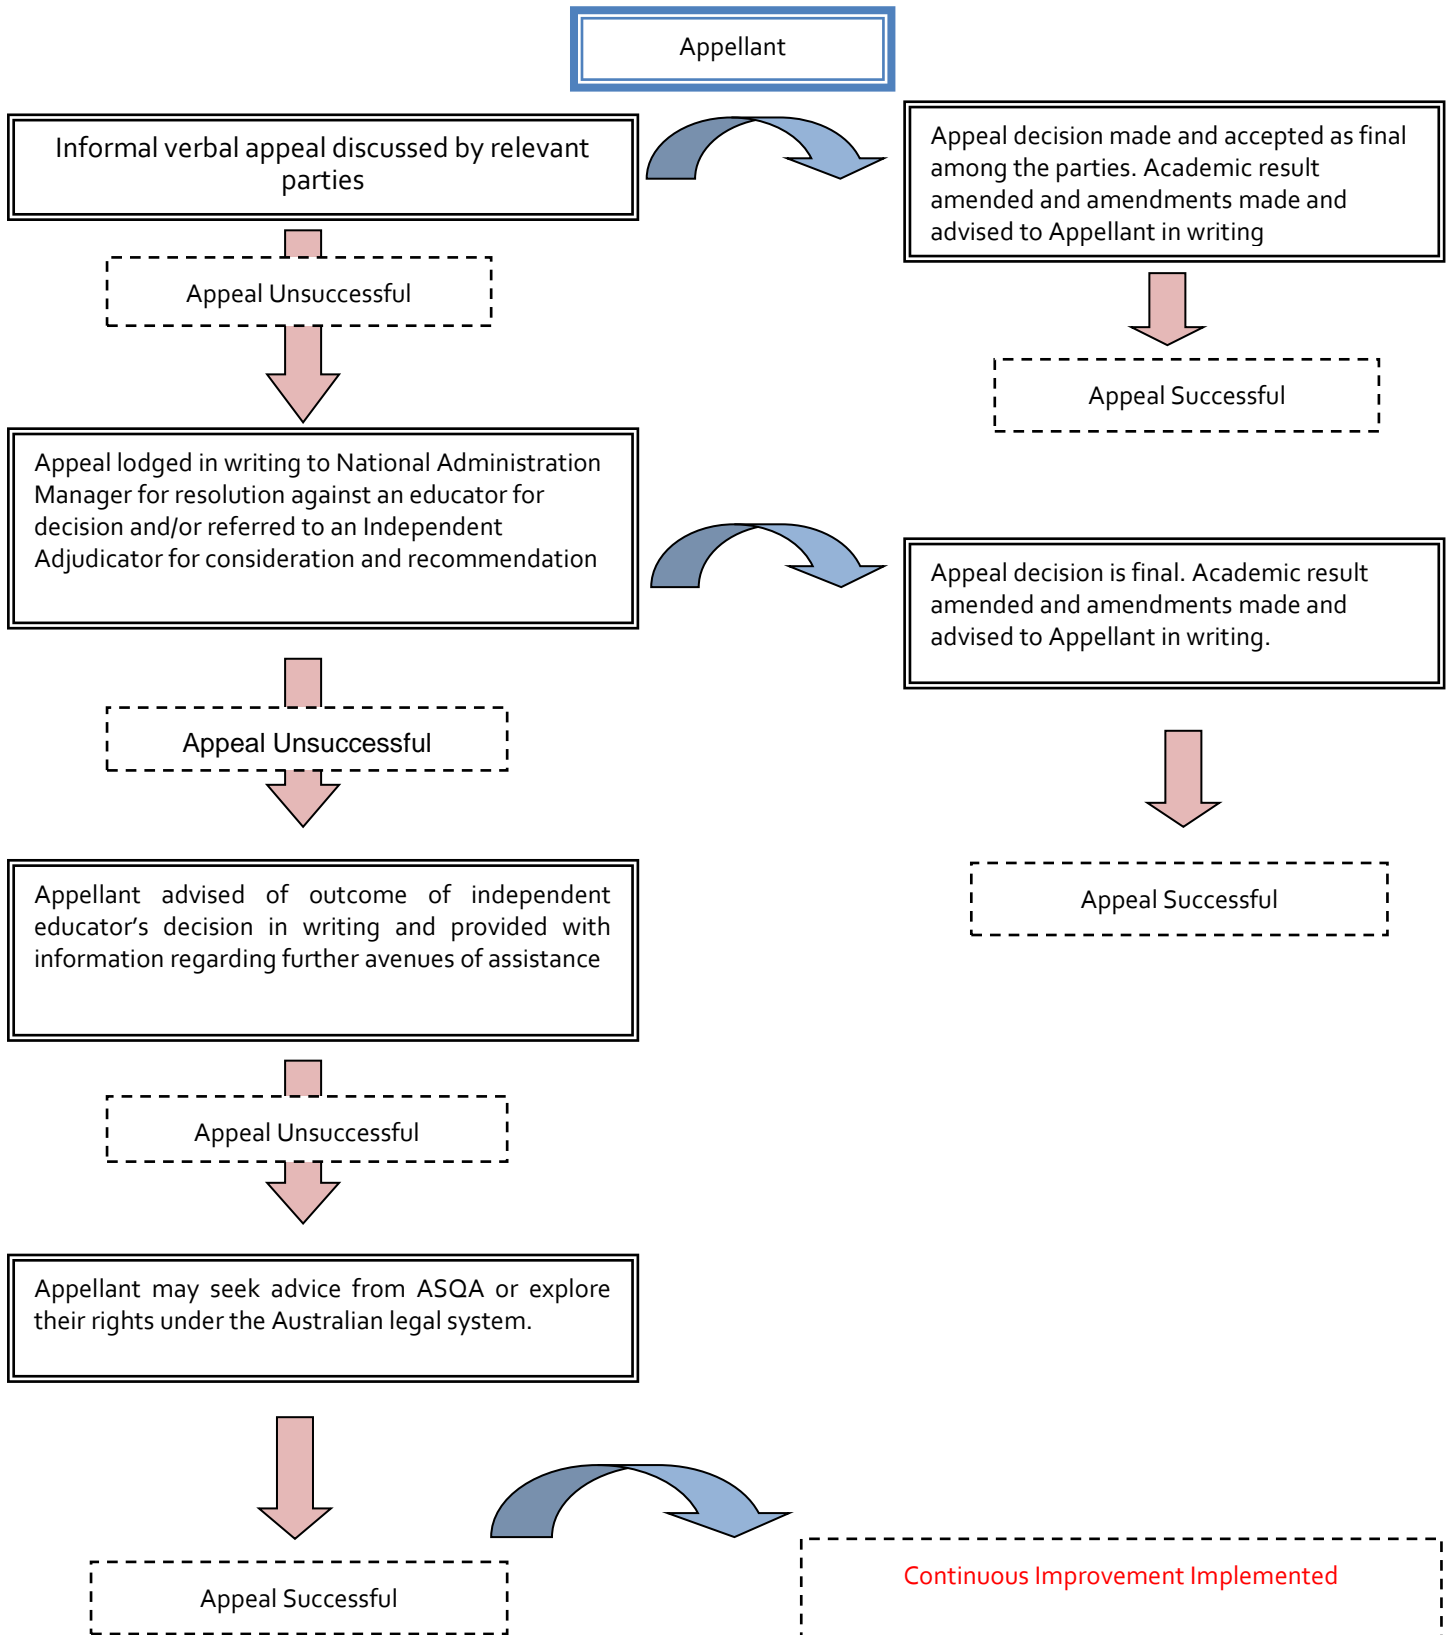 Appellant
Informal verbal appeal discussed by relevant
parties
Appeal decision made and accepted as final
among the parties. Academic result
amended and amendments made and
advised to Appellant in writing
Appeal Unsuccessful
Appeal Successful
Appeal lodged in writing to National Administration
Manager for resolution against an educator for
decision and/or referred to an Independent
Adjudicator for consideration and recommendation
Appeal decision is final. Academic result
amended and amendments made and
advised to Appellant in writing.
Appeal Unsuccessful
Appeal Successful
Appellant advised of outcome of independent
educator’s decision in writing and provided with
information regarding further avenues of assistance
Appeal Unsuccessful
Appellant may seek advice from ASQA or explore
their rights under the Australian legal system.
Appeal Successful
Continuous Improvement Implemented